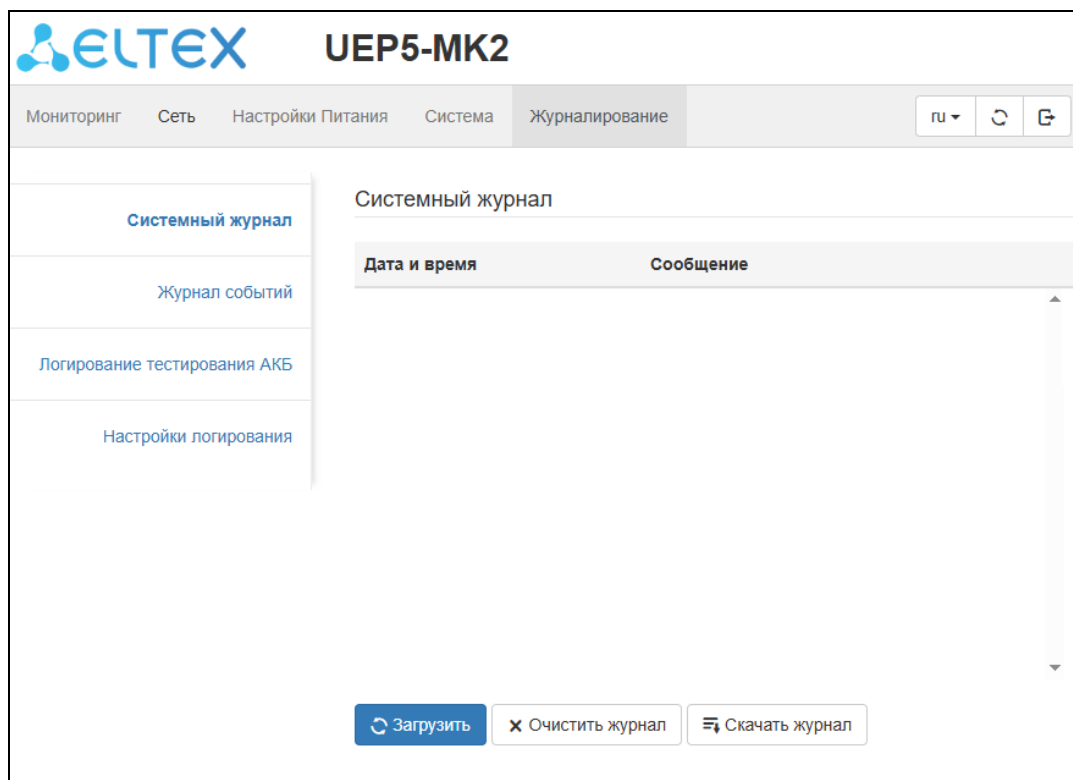 ELTEX UEP5-MK2
Мониторинг Сеть Настройки Питания Система Журналирование ru
Системный журнал
Журнал событий
Логирование тестирования АКБ
Настройки логирования
Системный журнал
Дата и время Сообщение
Загрузить Очистить журнал Скачать журнал